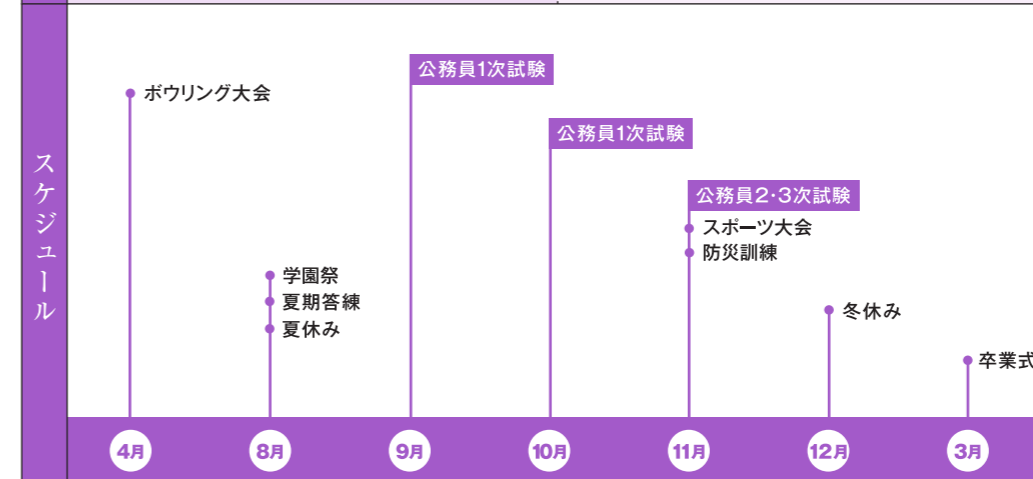 スケジュール
ボウリング大会
公務員1次試験
公務員1次試験
公務員2・3次試験
スポーツ大会
防災訓練
学園祭
夏期答練
夏休み
冬休み
卒業式
4月
8月
9月
10月
11月
12月
3月